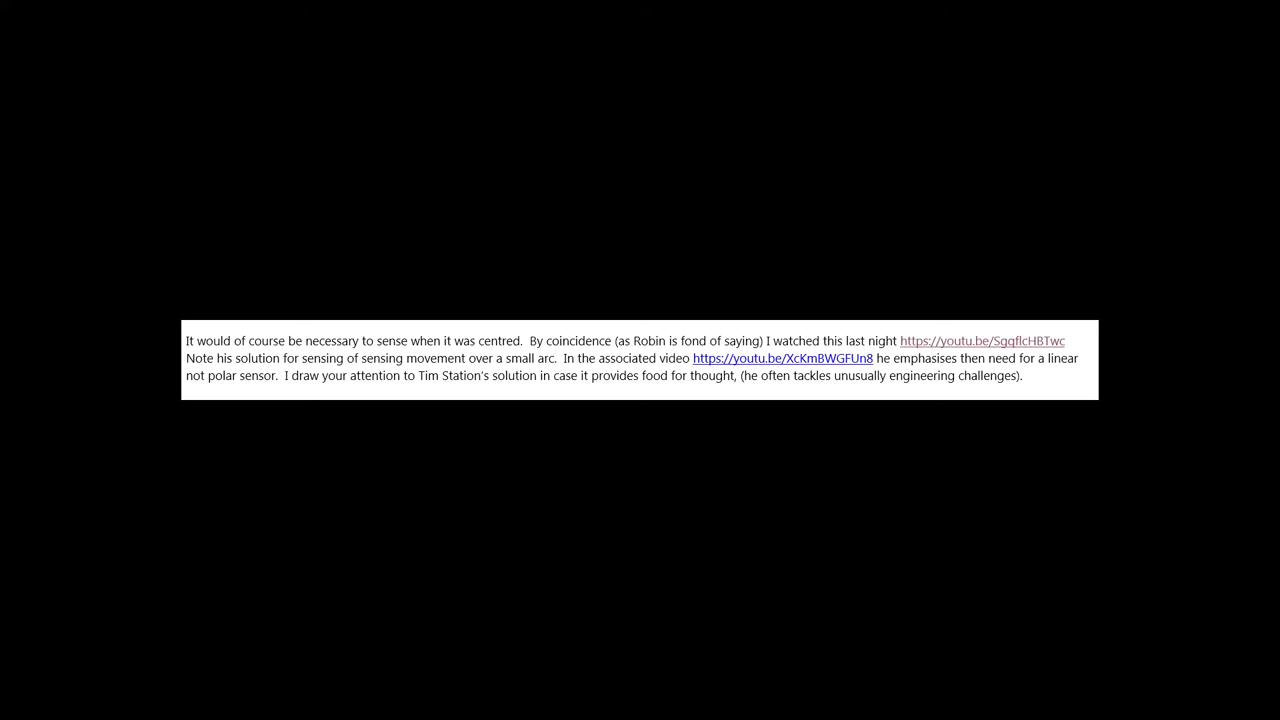 It would of course be necessary to sense when it was centred.  By coincidence (as Robin is fond of saying) I watched this last night https://youtu.be/SgqflcHBTwc
Note his solution for sensing of sensing movement over a small arc.  In the associated video https://youtu.be/XcKmBWGFUn8 he emphasises then need for a linear
not polar sensor.  I draw your attention to Tim Station's solution in case it provides food for thought, (he often tackles unusually engineering challenges).